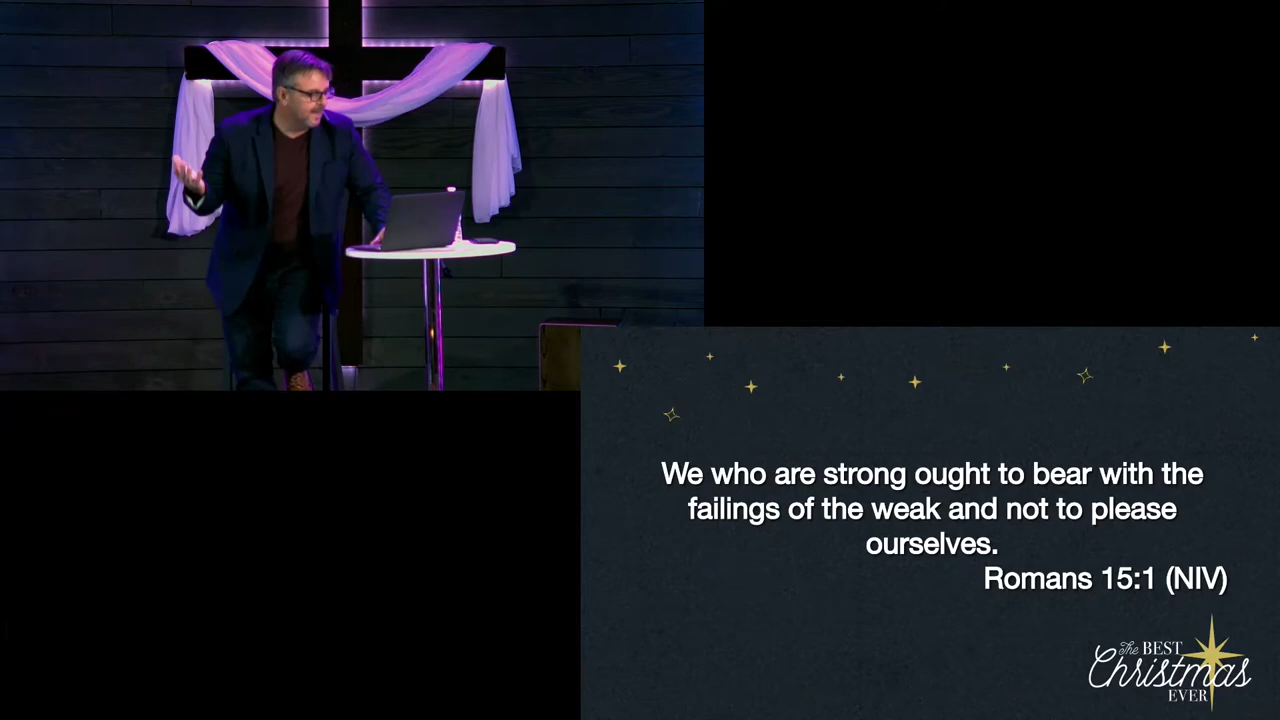 We who are strong ought to bear with the
failings of the weak and not to please
ourselves.
Romans 15:1 (NIV)
The BEST
Christmas
EVER